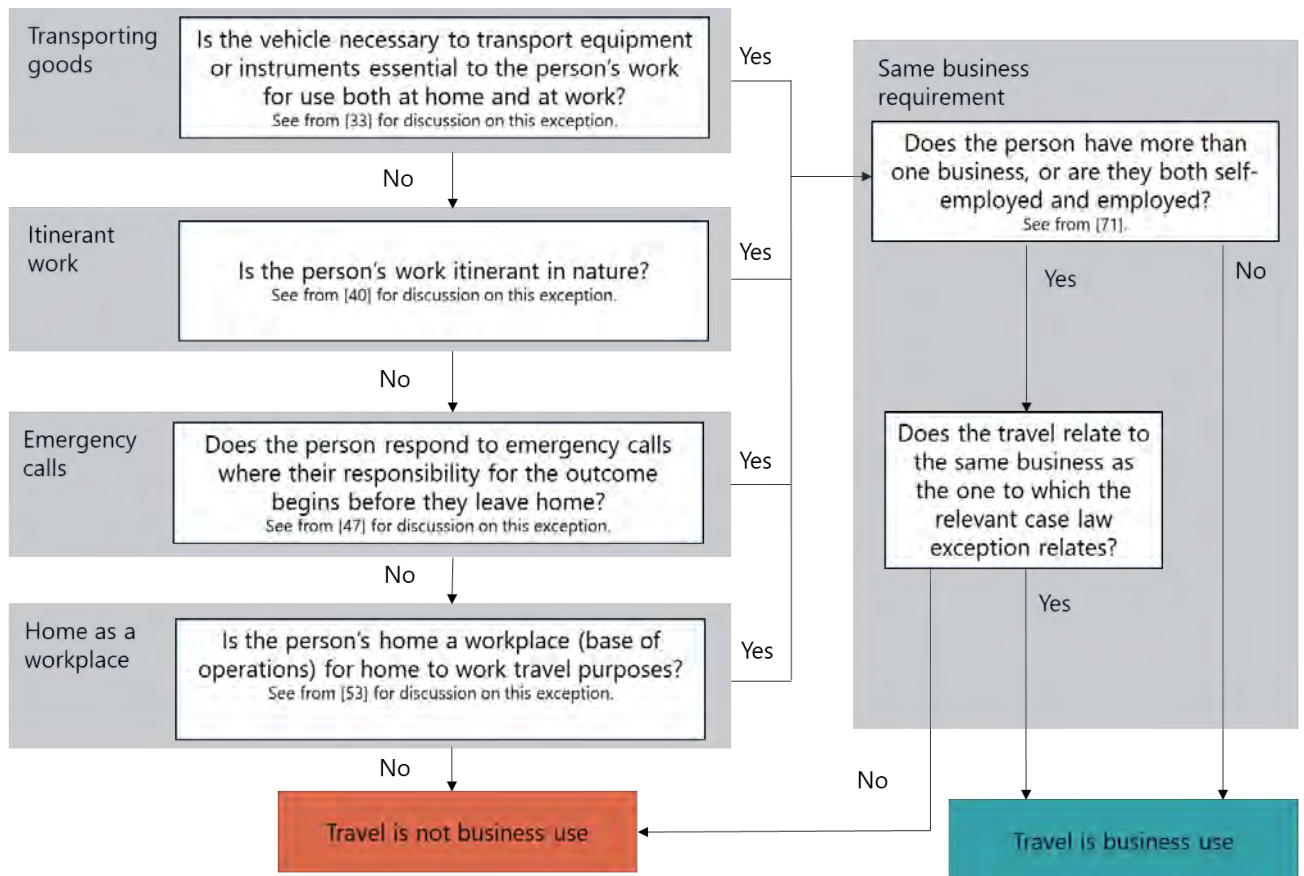 Transporting
goods
Is the vehicle necessary to transport equipment
or instruments essential to the person's work
for use both at home and at work?
See from [33] for discussion on this exception.
Yes
No
Itinerant
work
Is the person's work itinerant in nature?
See from [40] for discussion on this exception.
Yes
No
Emergency
calls
Does the person respond to emergency calls
where their responsibility for the outcome
begins before they leave home?
See from [47] for discussion on this exception.
Yes
No
Home as a
workplace
Is the person's home a workplace (base of
operations) for home to work travel purposes?
See from [53] for discussion on this exception.
Yes
No
Travel is not business use
Same business
requirement
Does the person have more than
one business, or are they both self-
employed and employed?
See from [71].
Yes
No
Does the travel relate to
the same business as
the one to which the
relevant case law
exception relates?
Yes
No
Travel is business use